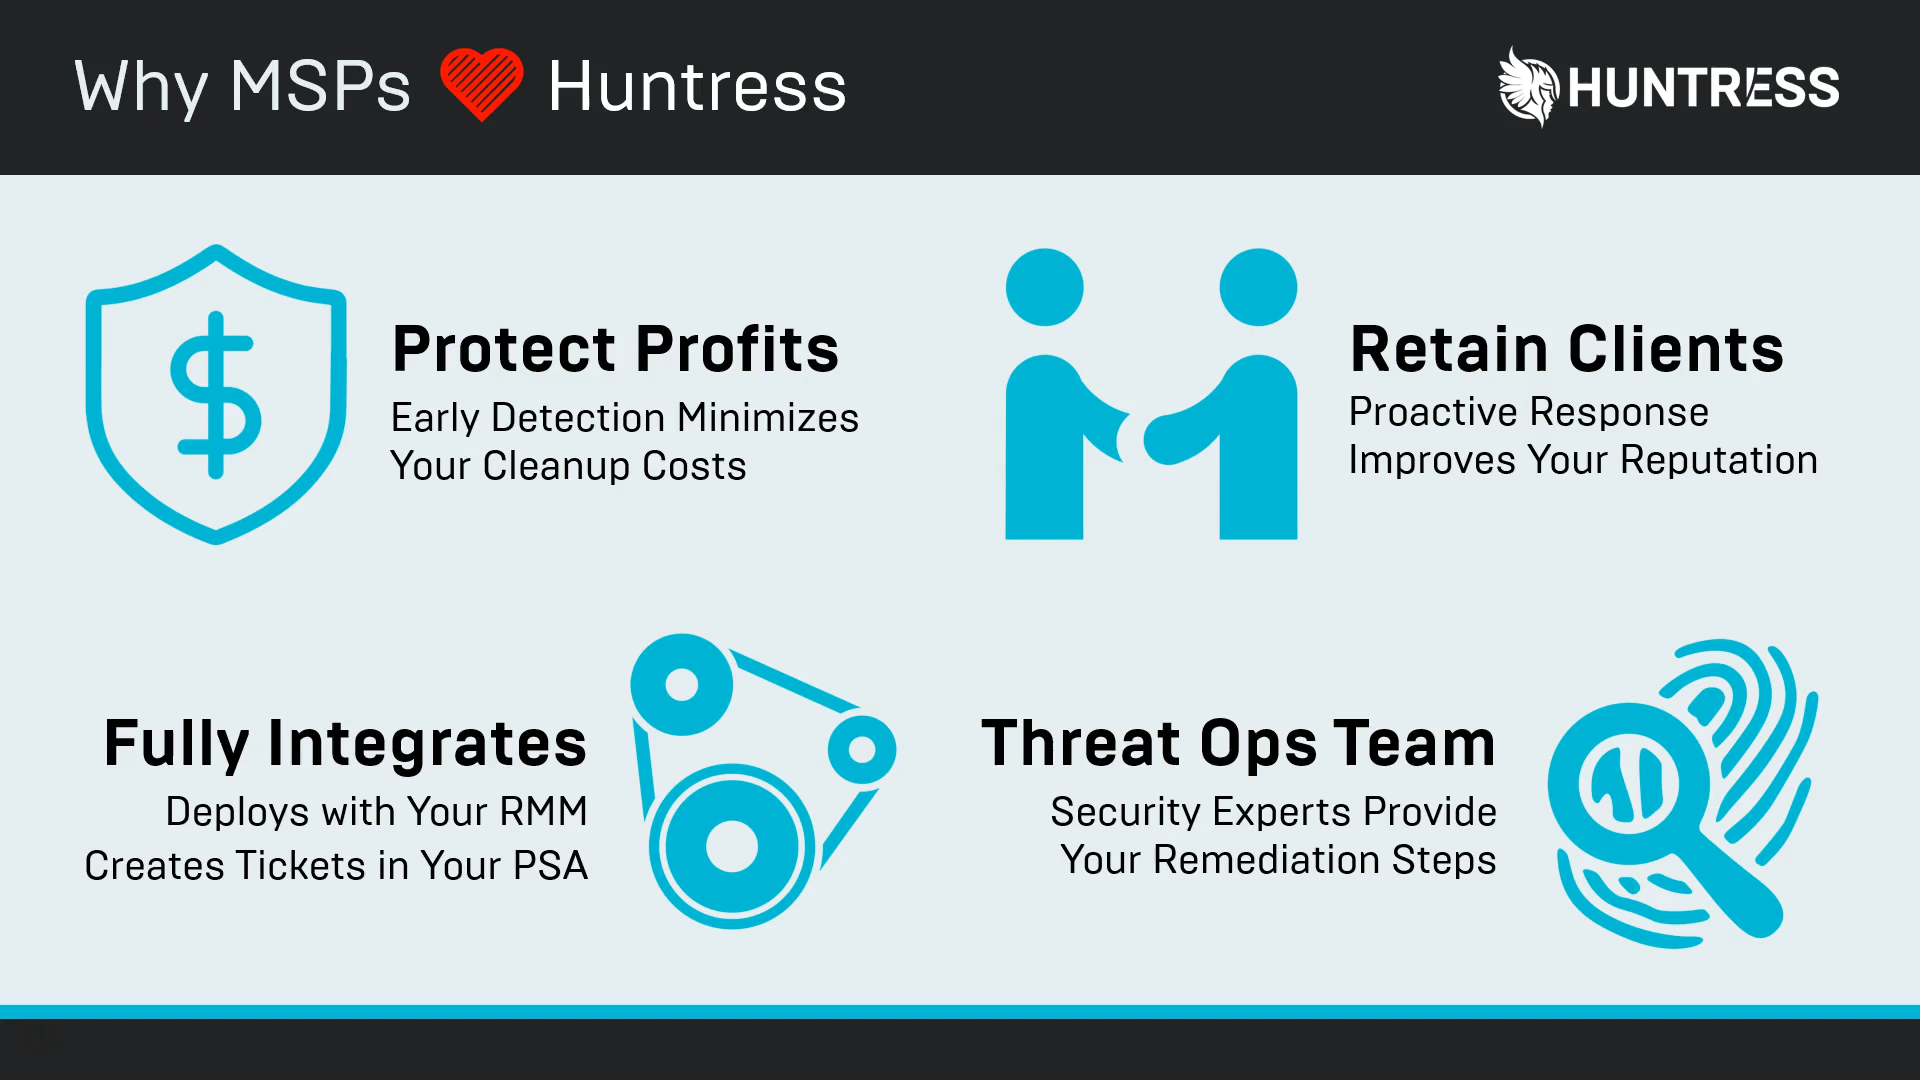 Why MSPs Huntress
HUNTRESS
Protect Profits
Early Detection Minimizes
Your Cleanup Costs
Retain Clients
Proactive Response
Improves Your Reputation
Fully Integrates
Deploys with Your RMM
Creates Tickets in Your PSA
Threat Ops Team
Security Experts Provide
Your Remediation Steps